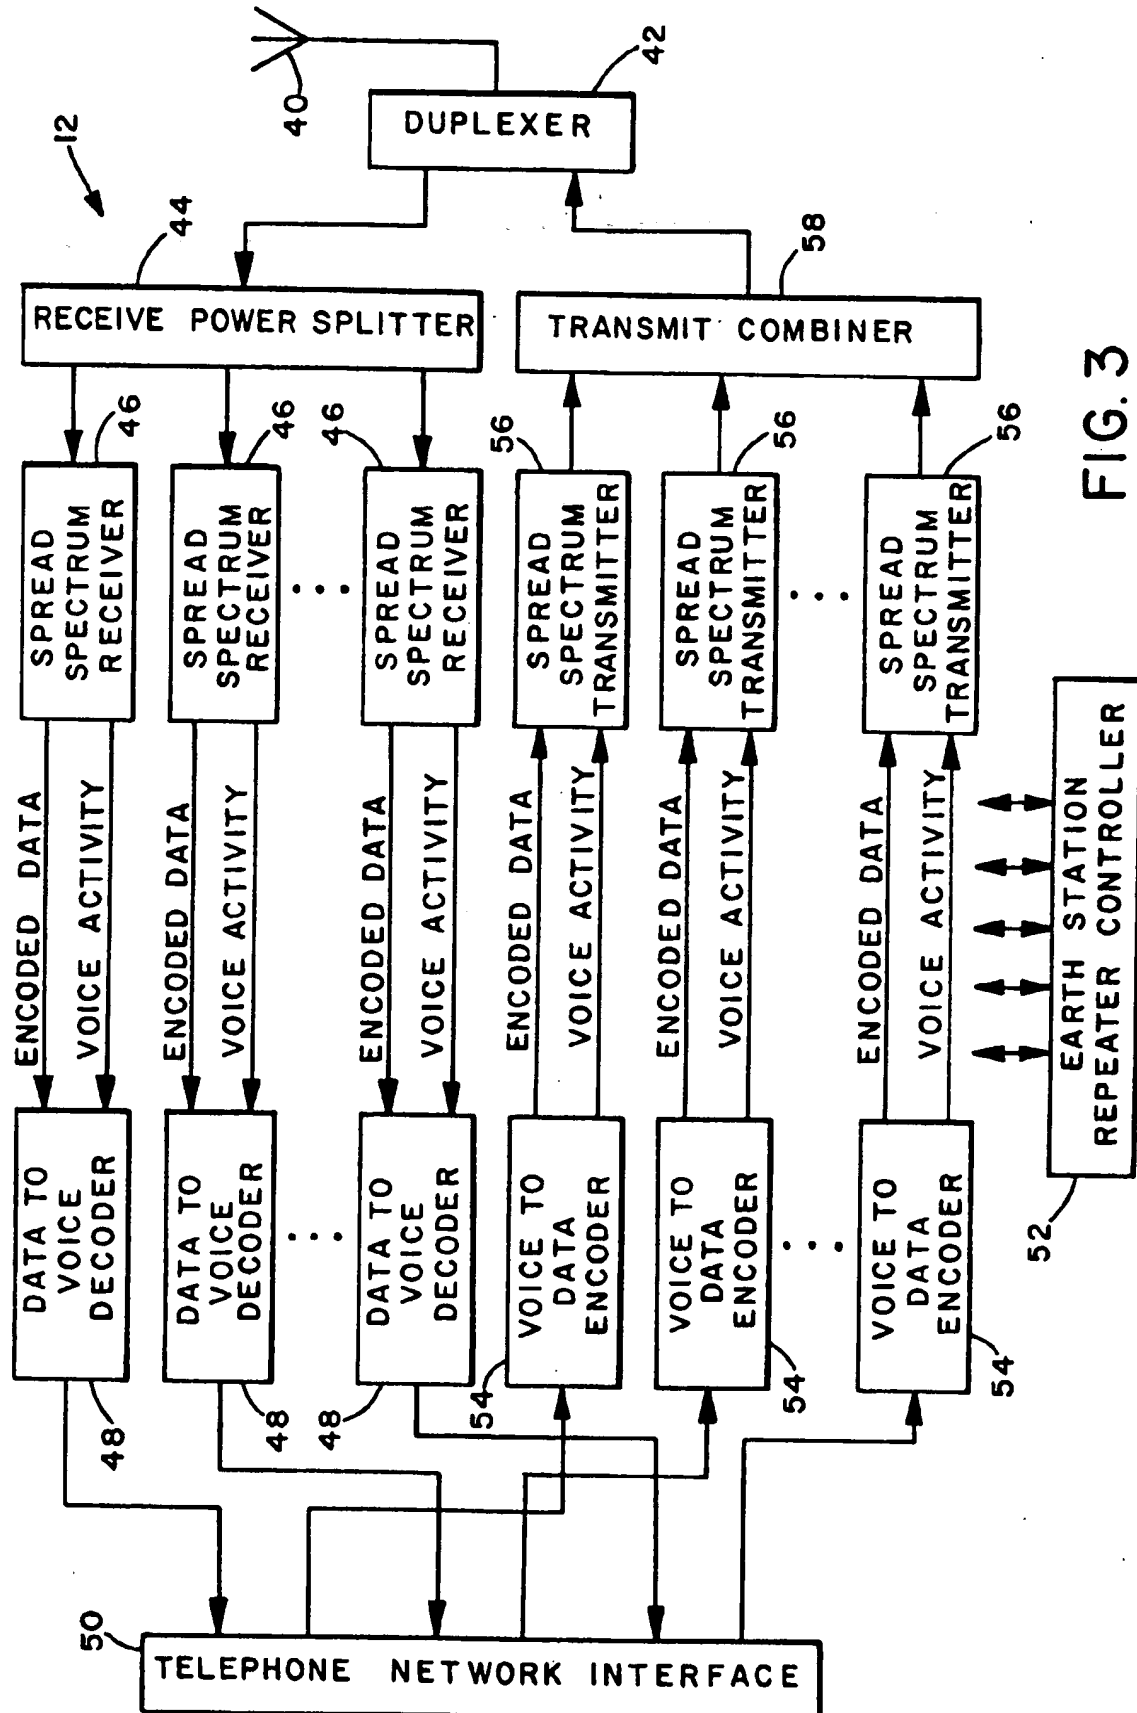 12
40
42
DUPLEXER
44
RECEIVE POWER SPLITTER
58
TRANSMIT COMBINER
46
SPREAD
SPECTRUM
RECEIVER
46
SPREAD
SPECTRUM
RECEIVER
46
SPREAD
SPECTRUM
RECEIVER
56
SPREAD
SPECTRUM
TRANSMITTER
56
SPREAD
SPECTRUM
TRANSMITTER
56
SPREAD
SPECTRUM
TRANSMITTER
ENCODED DATA
VOICE ACTIVITY
ENCODED DATA
VOICE ACTIVITY
ENCODED DATA
VOICE ACTIVITY
ENCODED DATA
VOICE ACTIVITY
ENCODED DATA
VOICE ACTIVITY
ENCODED DATA
VOICE ACTIVITY
DATA TO
VOICE
DECODER
48
DATA TO
VOICE
DECODER
48
DATA TO
VOICE
DECODER
48
VOICE TO
DATA
ENCODER
54
VOICE TO
DATA
ENCODER
54
VOICE TO
DATA
ENCODER
54
50
TELEPHONE NETWORK INTERFACE
EARTH STATION
REPEATER CONTROLLER
52
FIG. 3